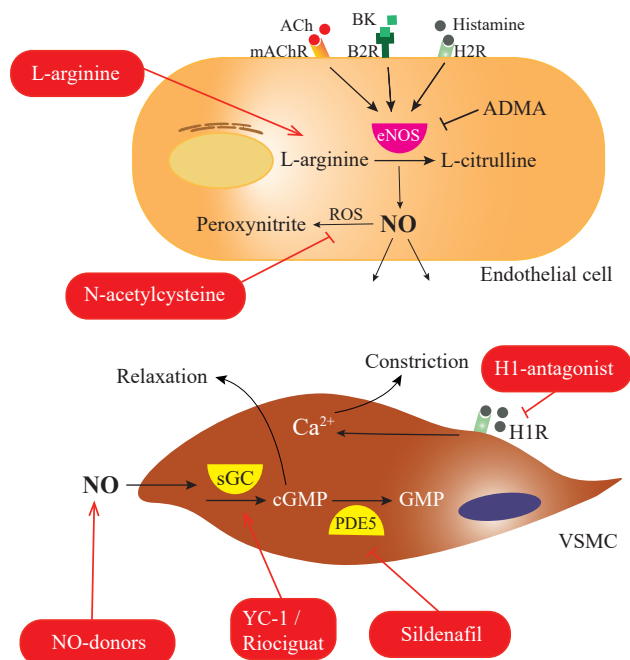 ACh
BK
Histamine
mAChR
B2R
H2R
L-arginine
ADMA
eNOS
L-arginine
L-citrulline
Peroxynitrite
ROS
NO
N-acetylcysteine
Endothelial cell
Relaxation
Constriction
H1-antagonist
Ca²⁺
H1R
NO
sGC
cGMP
GMP
PDE5
VSMC
NO-donors
YC-1 /
Riociguat
Sildenafil